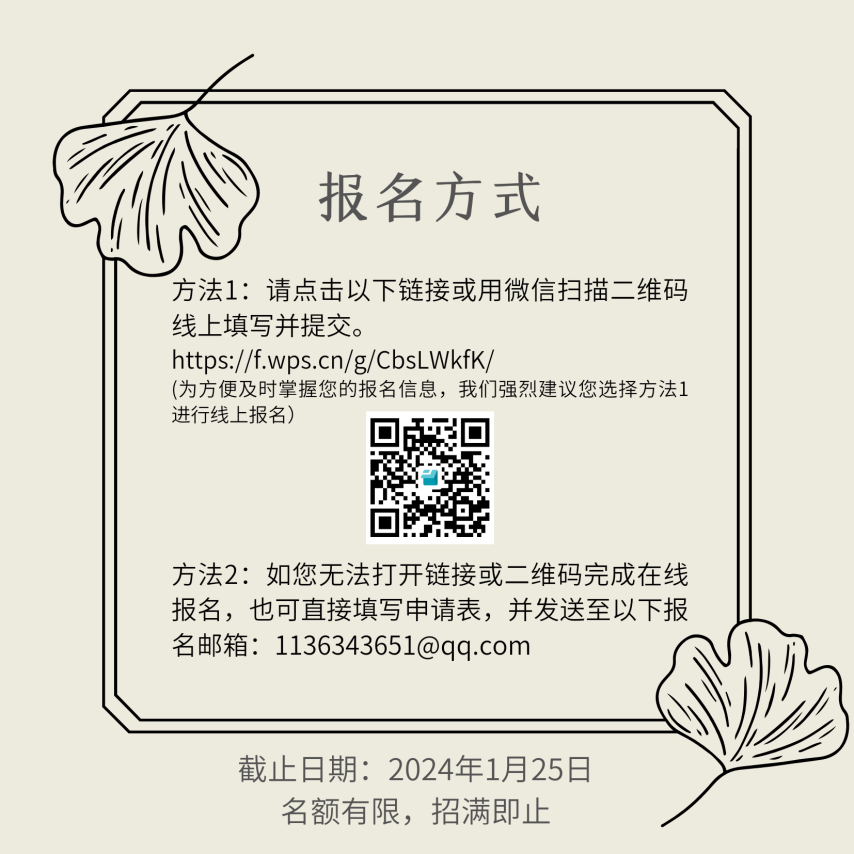 报名方式
方法1：请点击以下链接或用微信扫描二维码
线上填写并提交。
https://f.wps.cn/g/CbsLWkfK/
(为方便及时掌握您的报名信息，我们强烈建议您选择方法1
进行线上报名）
方法2：如您无法打开链接或二维码完成在线
报名，也可直接填写申请表，并发送至以下报
名邮箱：1136343651@qq.com
截止日期：2024年1月25日
名额有限，招满即止